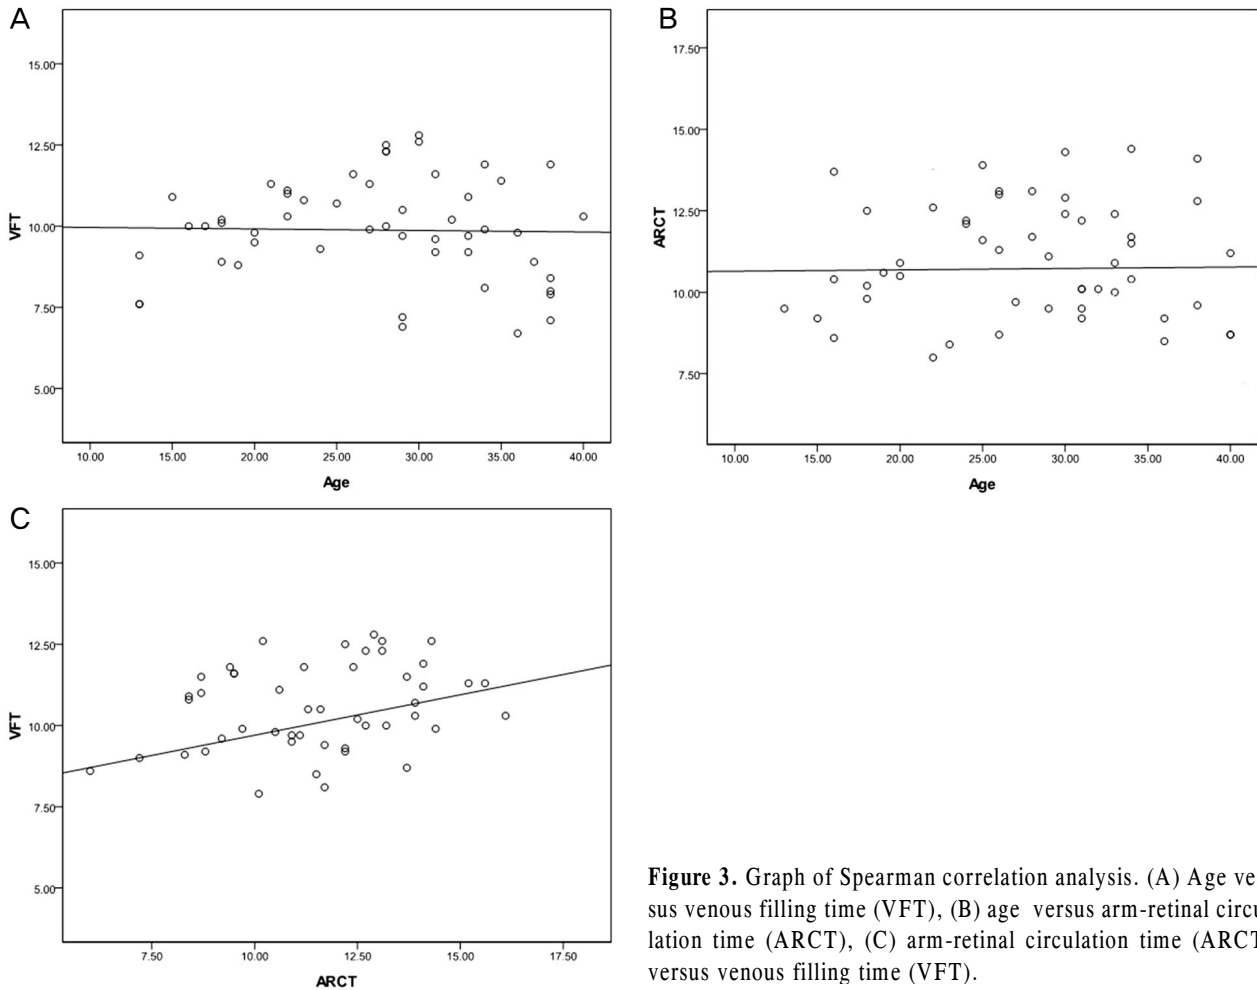 A
15.00
12.50
10.00
7.50
5.00
VFT
10.00 15.00 20.00 25.00 30.00 35.00 40.00
Age
B
17.50
15.00
12.50
10.00
7.50
ARCT
10.00 15.00 20.00 25.00 30.00 35.00 40.00
Age
C
15.00
12.50
10.00
7.50
5.00
VFT
7.50 10.00 12.50 15.00 17.50
ARCT
Figure 3. Graph of Spearman correlation analysis. (A) Age ver
sus venous filling time (VFT), (B) age versus arm-retinal circu
lation time (ARCT), (C) arm-retinal circulation time (ARCT
versus venous filling time (VFT).